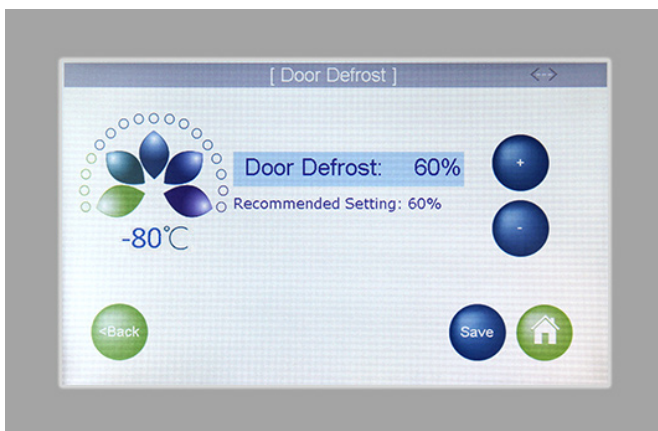 [ Door Defrost ]
<-->
Door Defrost: 60%
+
Recommended Setting: 60%
-80°C
-
<Back
Save